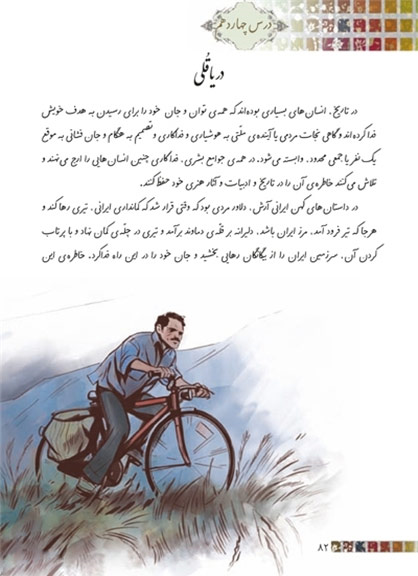 درس چهاردهم
دریاقلی
در تاریخ، انسان‌های بسیاری بوده‌اند که همه‌ی توان و جان خود را برای رسیدن به هدف خویش
فدا کرده‌اند و گاهی نجات مردمی یا آینده‌ی ملّتی به هوشیاری و فداکاری و تصمیم به هنگام و جان فشانی به موقع
یک نفر یا جمعی محدود، وابسته می‌شود. در همه‌ی جوامع بشری، فداکاری چنین انسان‌هایی را ارج می‌نهند و
تلاش می‌کنند خاطره‌ی آن را در تاریخ و ادبیات و آثار هنری خود حفظ کنند.
در داستان‌های کهن ایرانی آرش، دلاور مردی بود که وقتی قرار شد که کمانداری ایرانی، تیری رها کند و
هرجا که تیر فرود آمد، مرز ایران باشد، دلیرانه بر قلّه‌ی دماوند برآمد و تیری در چلّه‌ی کمان نهاد و با پرتاب
کردن آن، سرزمین ایران را از بیگانگان رهایی بخشید و جان خود را در این راه فدا کرد. خاطره‌ی این
۸۲